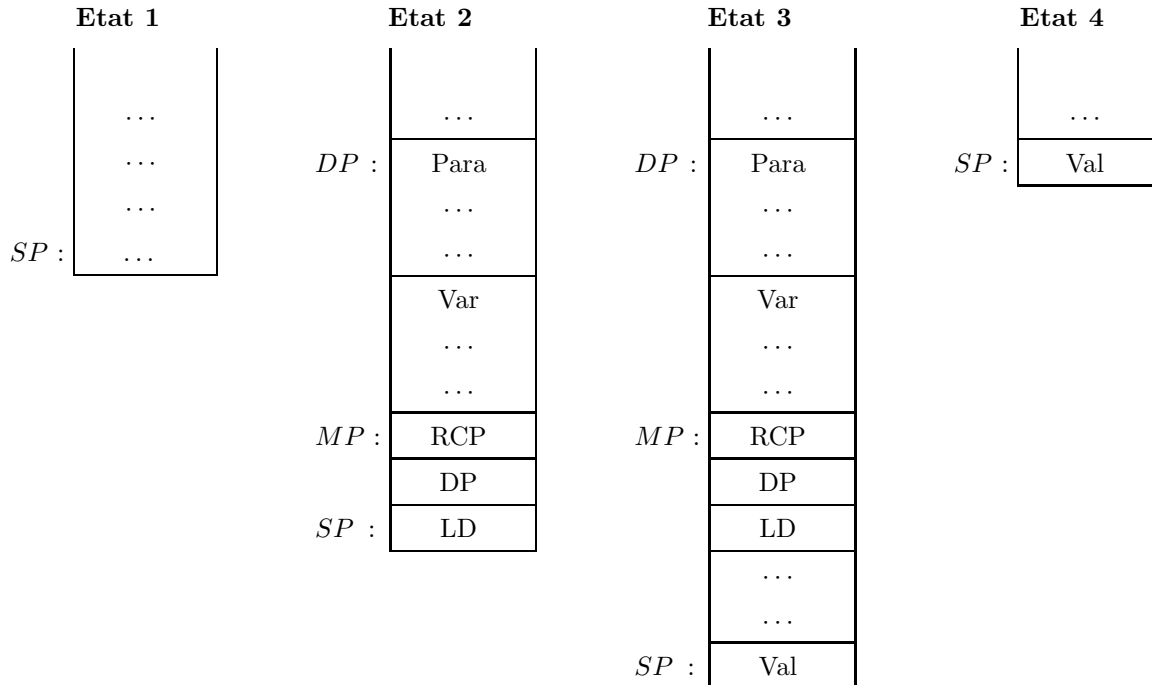 Etat 1 Etat 2 Etat 3 Etat 4
... ... ... ...
... DP : Para DP : Para SP : Val
... ... ...
SP : ... ... ...
Var Var
... ...
... ...
MP : RCP MP : RCP
DP DP
SP : LD LD
...
...
SP : Val